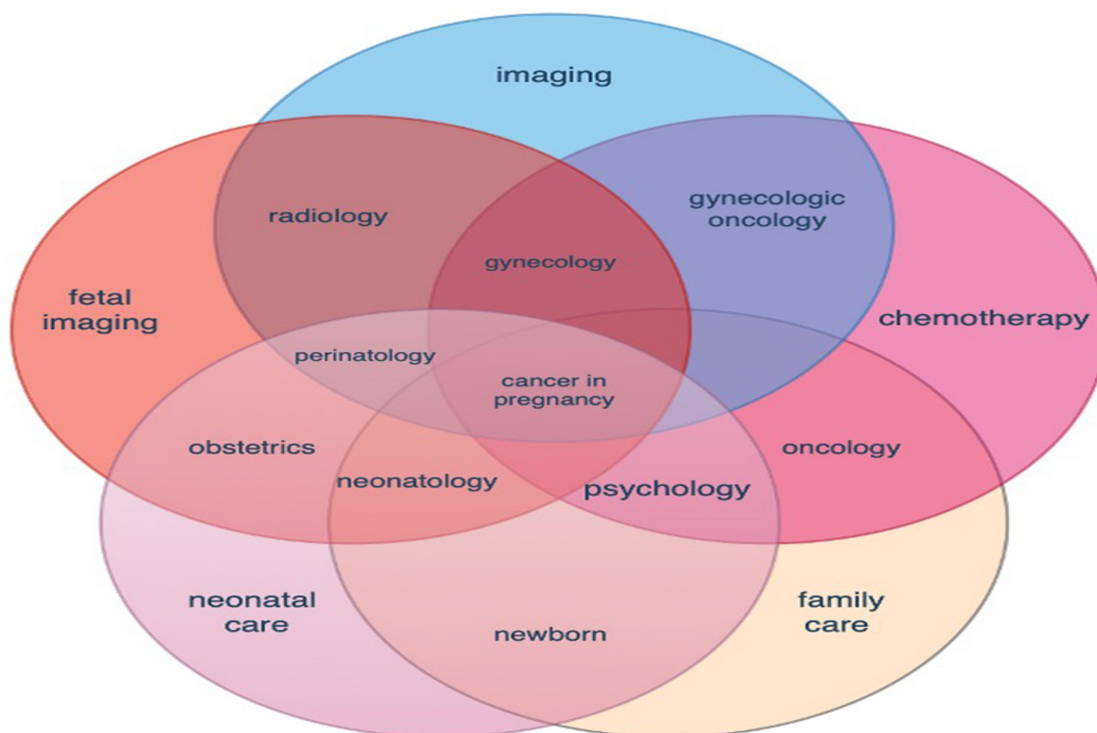 imaging
radiology
gynecologic
oncology
gynecology
fetal
imaging
chemotherapy
perinatology
cancer in
pregnancy
obstetrics
oncology
neonatology
psychology
neonatal
care
family
care
newborn